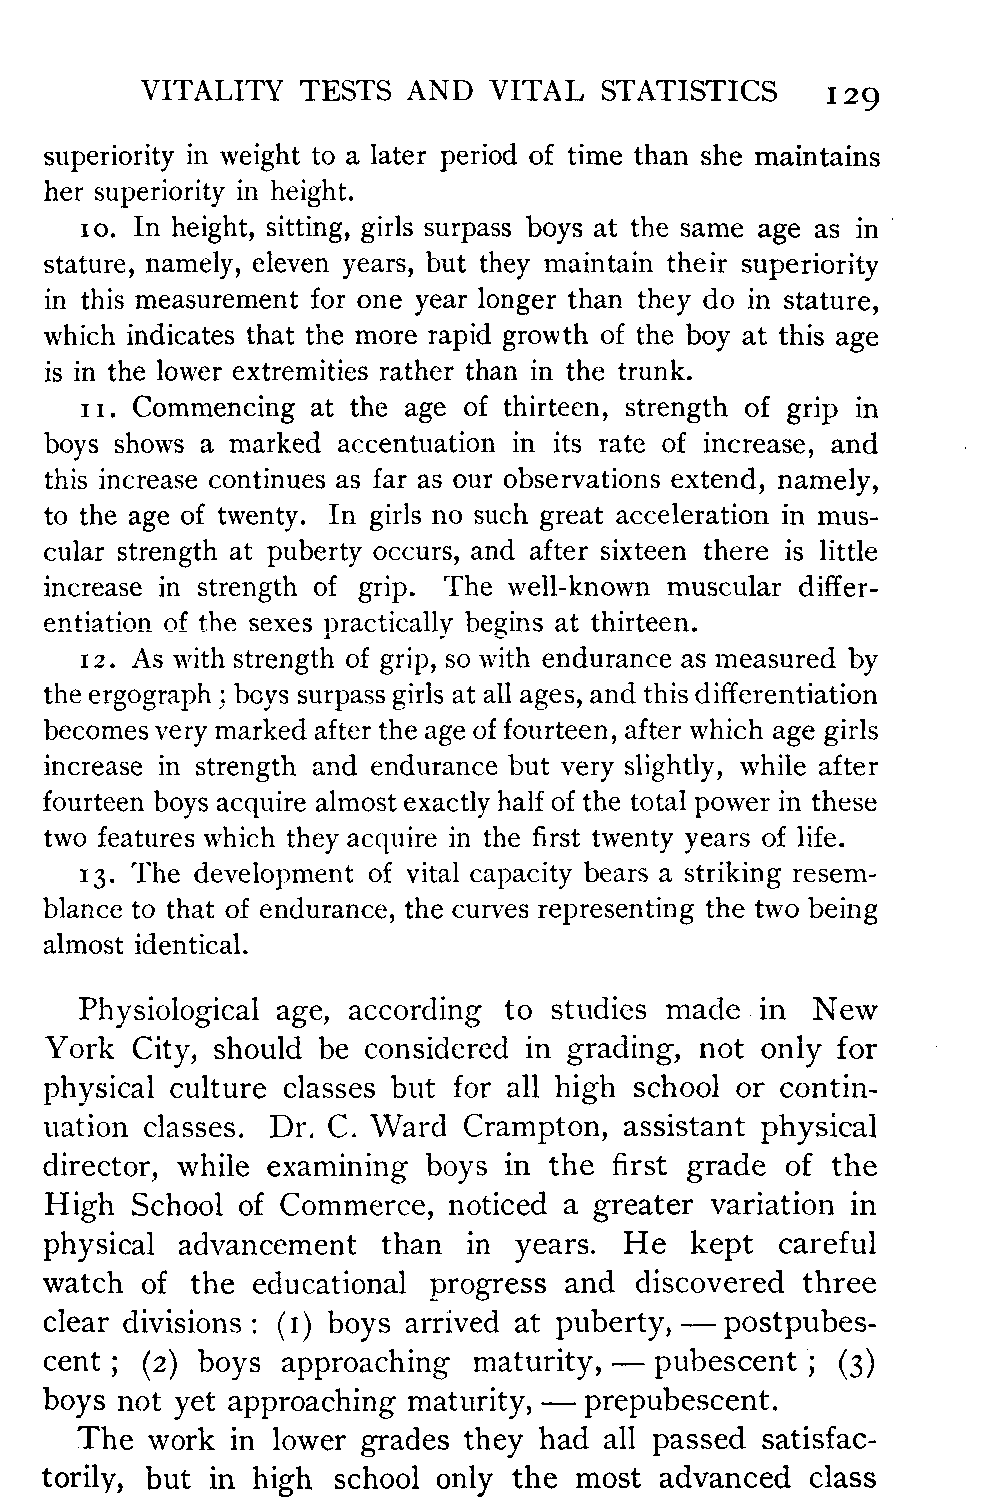 VITALITY TESTS AND VITAL STATISTICS 129
superiority in weight to a later period of time than she maintains
her superiority in height.
10. In height, sitting, girls surpass boys at the same age as in
stature, namely, eleven years, but they maintain their superiority
in this measurement for one year longer than they do in stature,
which indicates that the more rapid growth of the boy at this age
is in the lower extremities rather than in the trunk.
11. Commencing at the age of thirteen, strength of grip in
boys shows a marked accentuation in its rate of increase, and
this increase continues as far as our observations extend, namely,
to the age of twenty. In girls no such great acceleration in mus-
cular strength at puberty occurs, and after sixteen there is little
increase in strength of grip. The well-known muscular differ-
entiation of the sexes practically begins at thirteen.
12. As with strength of grip, so with endurance as measured by
the ergograph; boys surpass girls at all ages, and this differentiation
becomes very marked after the age of fourteen, after which age girls
increase in strength and endurance but very slightly, while after
fourteen boys acquire almost exactly half of the total power in these
two features which they acquire in the first twenty years of life.
13. The development of vital capacity bears a striking resem-
blance to that of endurance, the curves representing the two being
almost identical.
Physiological age, according to studies made in New
York City, should be considered in grading, not only for
physical culture classes but for all high school or contin-
uation classes. Dr. C. Ward Crampton, assistant physical
director, while examining boys in the first grade of the
High School of Commerce, noticed a greater variation in
physical advancement than in years. He kept careful
watch of the educational progress and discovered three
clear divisions: (1) boys arrived at puberty, — postpubes-
cent; (2) boys approaching maturity, — pubescent; (3)
boys not yet approaching maturity, — prepubescent.
The work in lower grades they had all passed satisfac-
torily, but in high school only the most advanced class